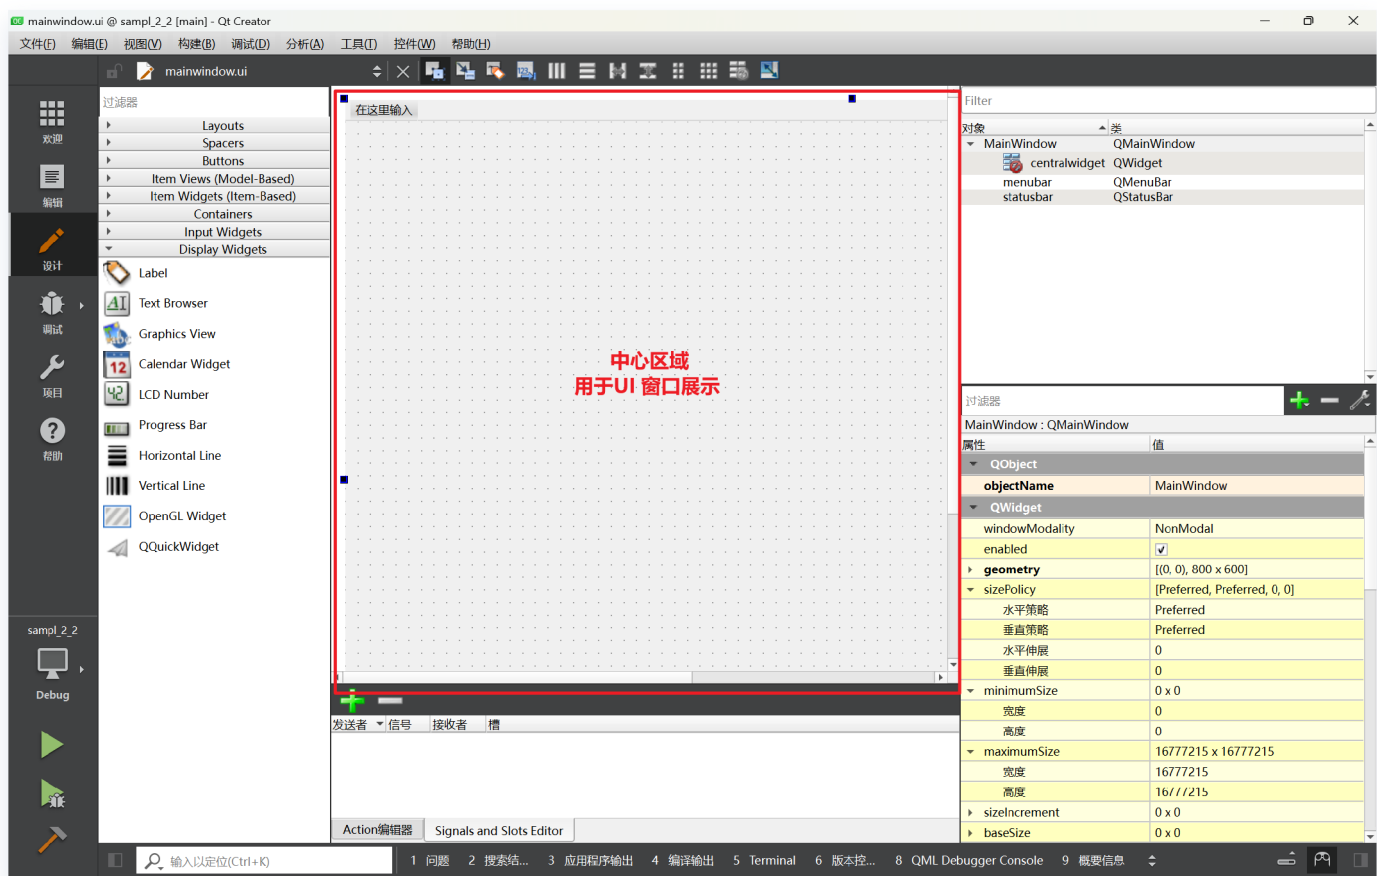 mainwindow.ui @ sampl_2_2 [main] - Qt Creator
文件(F) 编辑(E) 视图(V) 构建(B) 调试(D) 分析(A) 工具(T) 控件(W) 帮助(H)
mainwindow.ui
欢迎
编辑
设计
调试
项目
帮助
sampl_2_2
Debug
过滤器
Layouts
Spacers
Buttons
Item Views (Model-Based)
Item Widgets (Item-Based)
Containers
Input Widgets
Display Widgets
Label
Text Browser
Graphics View
Calendar Widget
LCD Number
Progress Bar
Horizontal Line
Vertical Line
OpenGL Widget
QQuickWidget
在这里输入
中心区域
用于UI 窗口展示
发送者 信号 接收者 槽
Action编辑器 Signals and Slots Editor
Filter
对象 类
MainWindow QMainWindow
centralwidget QWidget
menubar QMenuBar
statusbar QStatusBar
过滤器
MainWindow : QMainWindow
属性 值
QObject
objectName MainWindow
QWidget
windowModality NonModal
enabled
geometry [(0, 0), 800 x 600]
sizePolicy [Preferred, Preferred, 0, 0]
水平策略 Preferred
垂直策略 Preferred
水平伸展 0
垂直伸展 0
minimumSize 0 x 0
宽度 0
高度 0
maximumSize 16777215 x 16777215
宽度 16777215
高度 16777215
sizeIncrement 0 x 0
baseSize 0 x 0
输入以定位(Ctrl+K) 1 问题 2 搜索结... 3 应用程序输出 4 编译输出 5 Terminal 6 版本控... 8 QML Debugger Console 9 概要信息